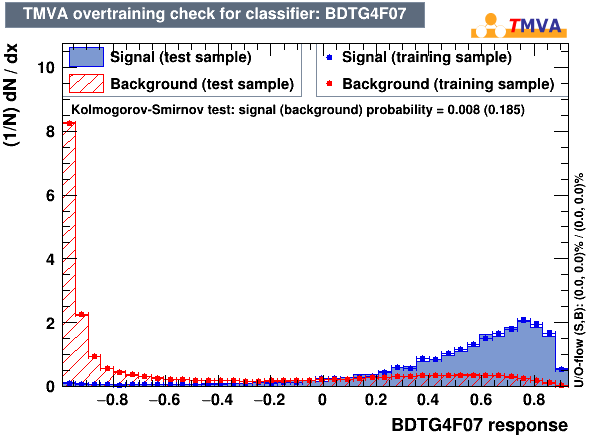 TMVA overtraining check for classifier: BDTG4F07
TMVA
Signal (test sample)
Background (test sample)
Signal (training sample)
Background (training sample)
Kolmogorov-Smirnov test: signal (background) probability = 0.008 (0.185)
(1/N) dN / dx
10
8
6
4
2
0
−0.8 −0.6 −0.4 −0.2 0 0.2 0.4 0.6 0.8
BDTG4F07 response
U/O-flow (S,B): (0.0, 0.0)% / (0.0, 0.0)%